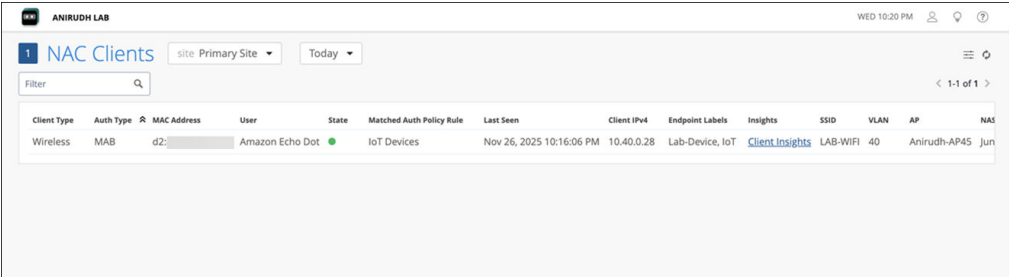 ANIRUDH LAB
WED 10:20 PM
1 NAC Clients site Primary Site Today
Filter
1-1 of 1
Client Type Auth Type MAC Address User State Matched Auth Policy Rule Last Seen Client IPv4 Endpoint Labels Insights SSID VLAN AP NAS
Wireless MAB d2: Amazon Echo Dot IoT Devices Nov 26, 2025 10:16:06 PM 10.40.0.28 Lab-Device, IoT Client Insights LAB-WIFI 40 Anirudh-AP45 Jun